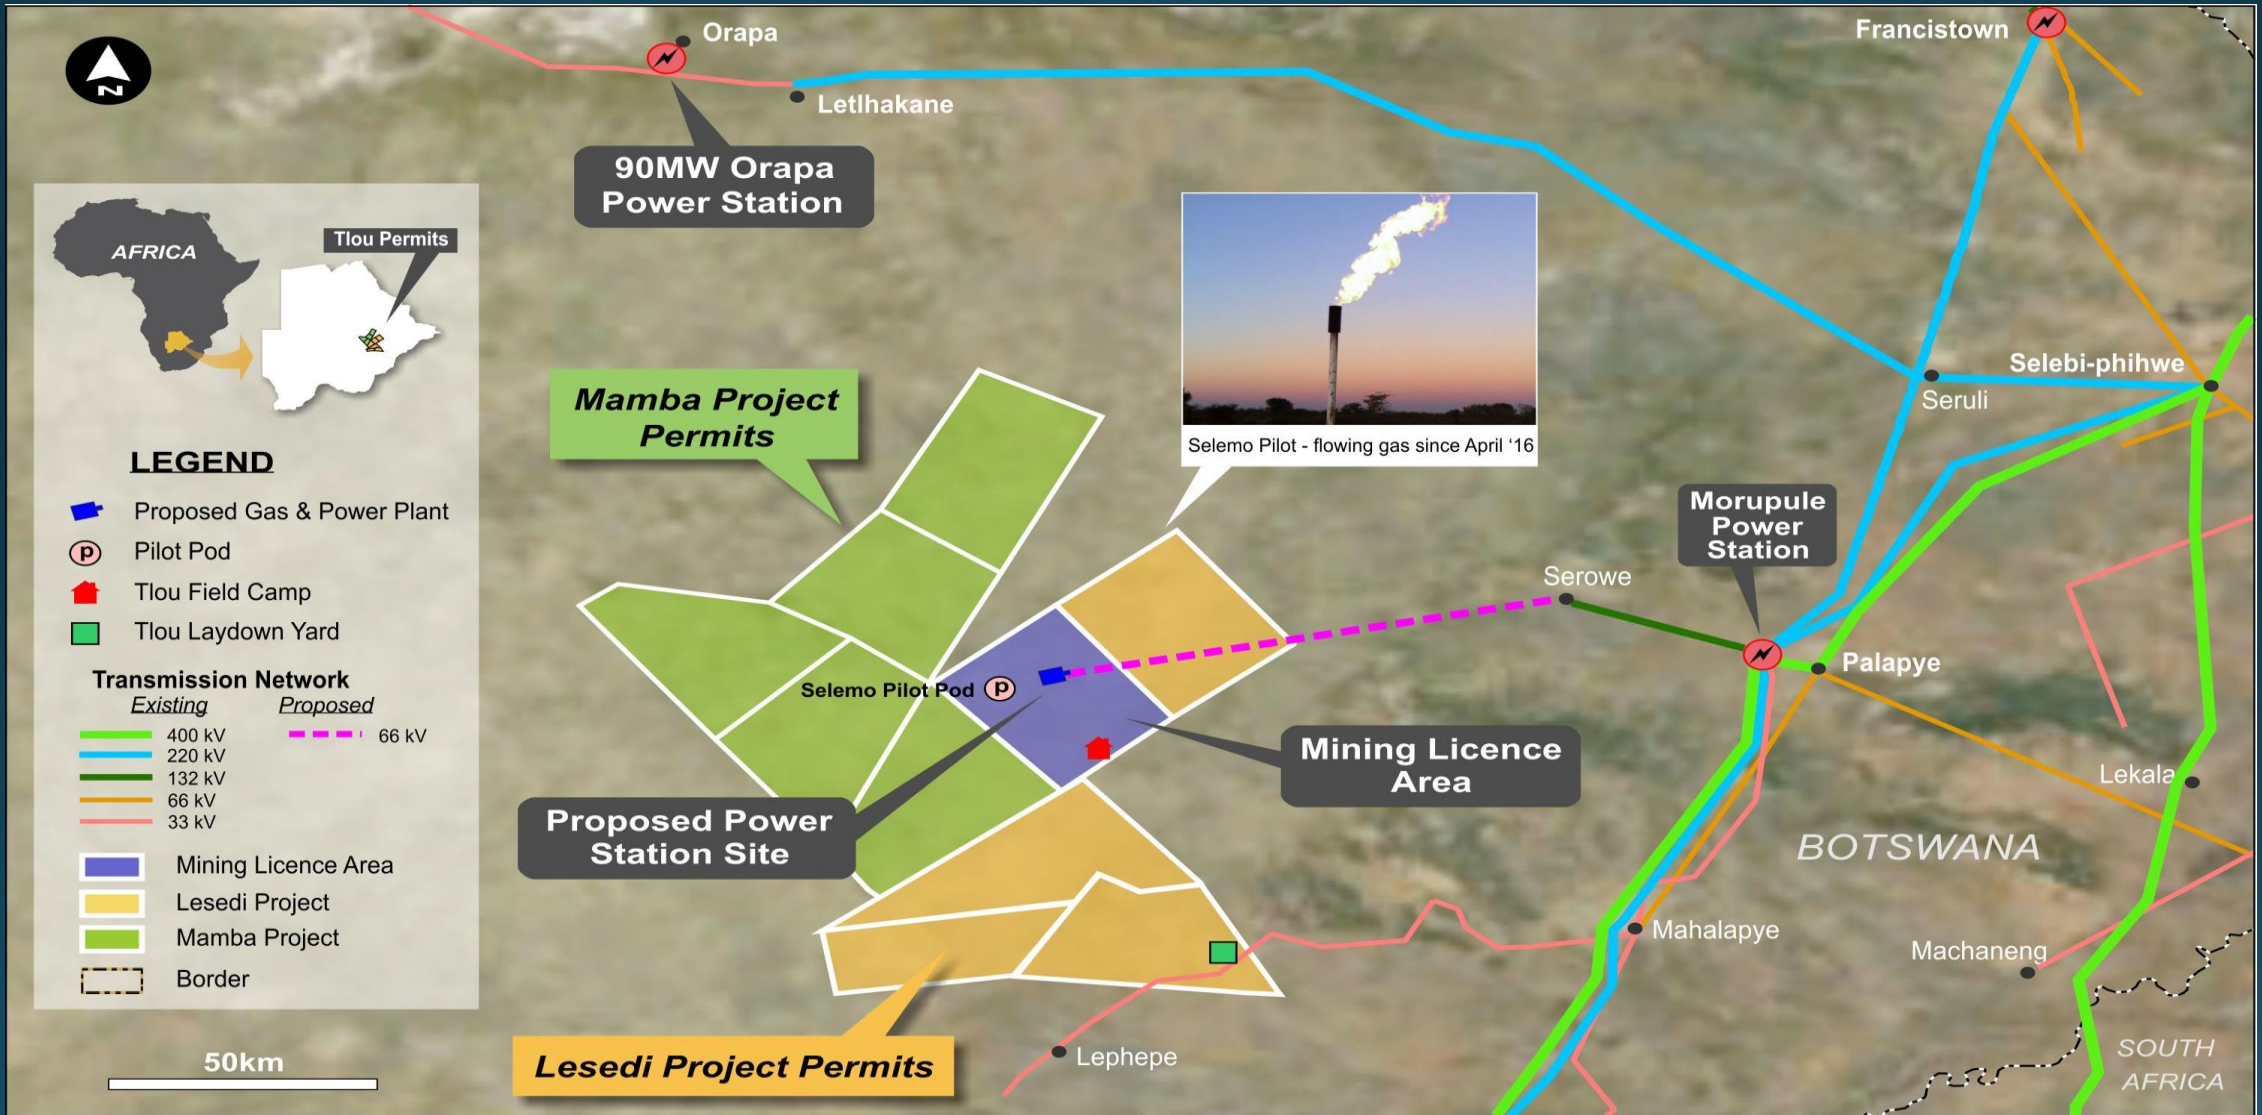 Orapa
Francistown
N
Letlhakane
90MW Orapa
Power Station
AFRICA
Tlou Permits
Mamba Project
Permits
Selemo Pilot - flowing gas since April ‘16
Selebi-phihwe
Seruli
LEGEND
Proposed Gas & Power Plant
p
Pilot Pod
Tlou Field Camp
Tlou Laydown Yard
Transmission Network
Existing
Proposed
400 kV
66 kV
220 kV
132 kV
66 kV
33 kV
Mining Licence Area
Lesedi Project
Mamba Project
Border
50km
Morupule
Power
Station
Serowe
Palapye
Selemo Pilot Pod
p
Mining Licence
Area
Lekala
Proposed Power
Station Site
BOTSWANA
Mahalapye
Machaneng
Lesedi Project Permits
Lephepe
SOUTH
AFRICA